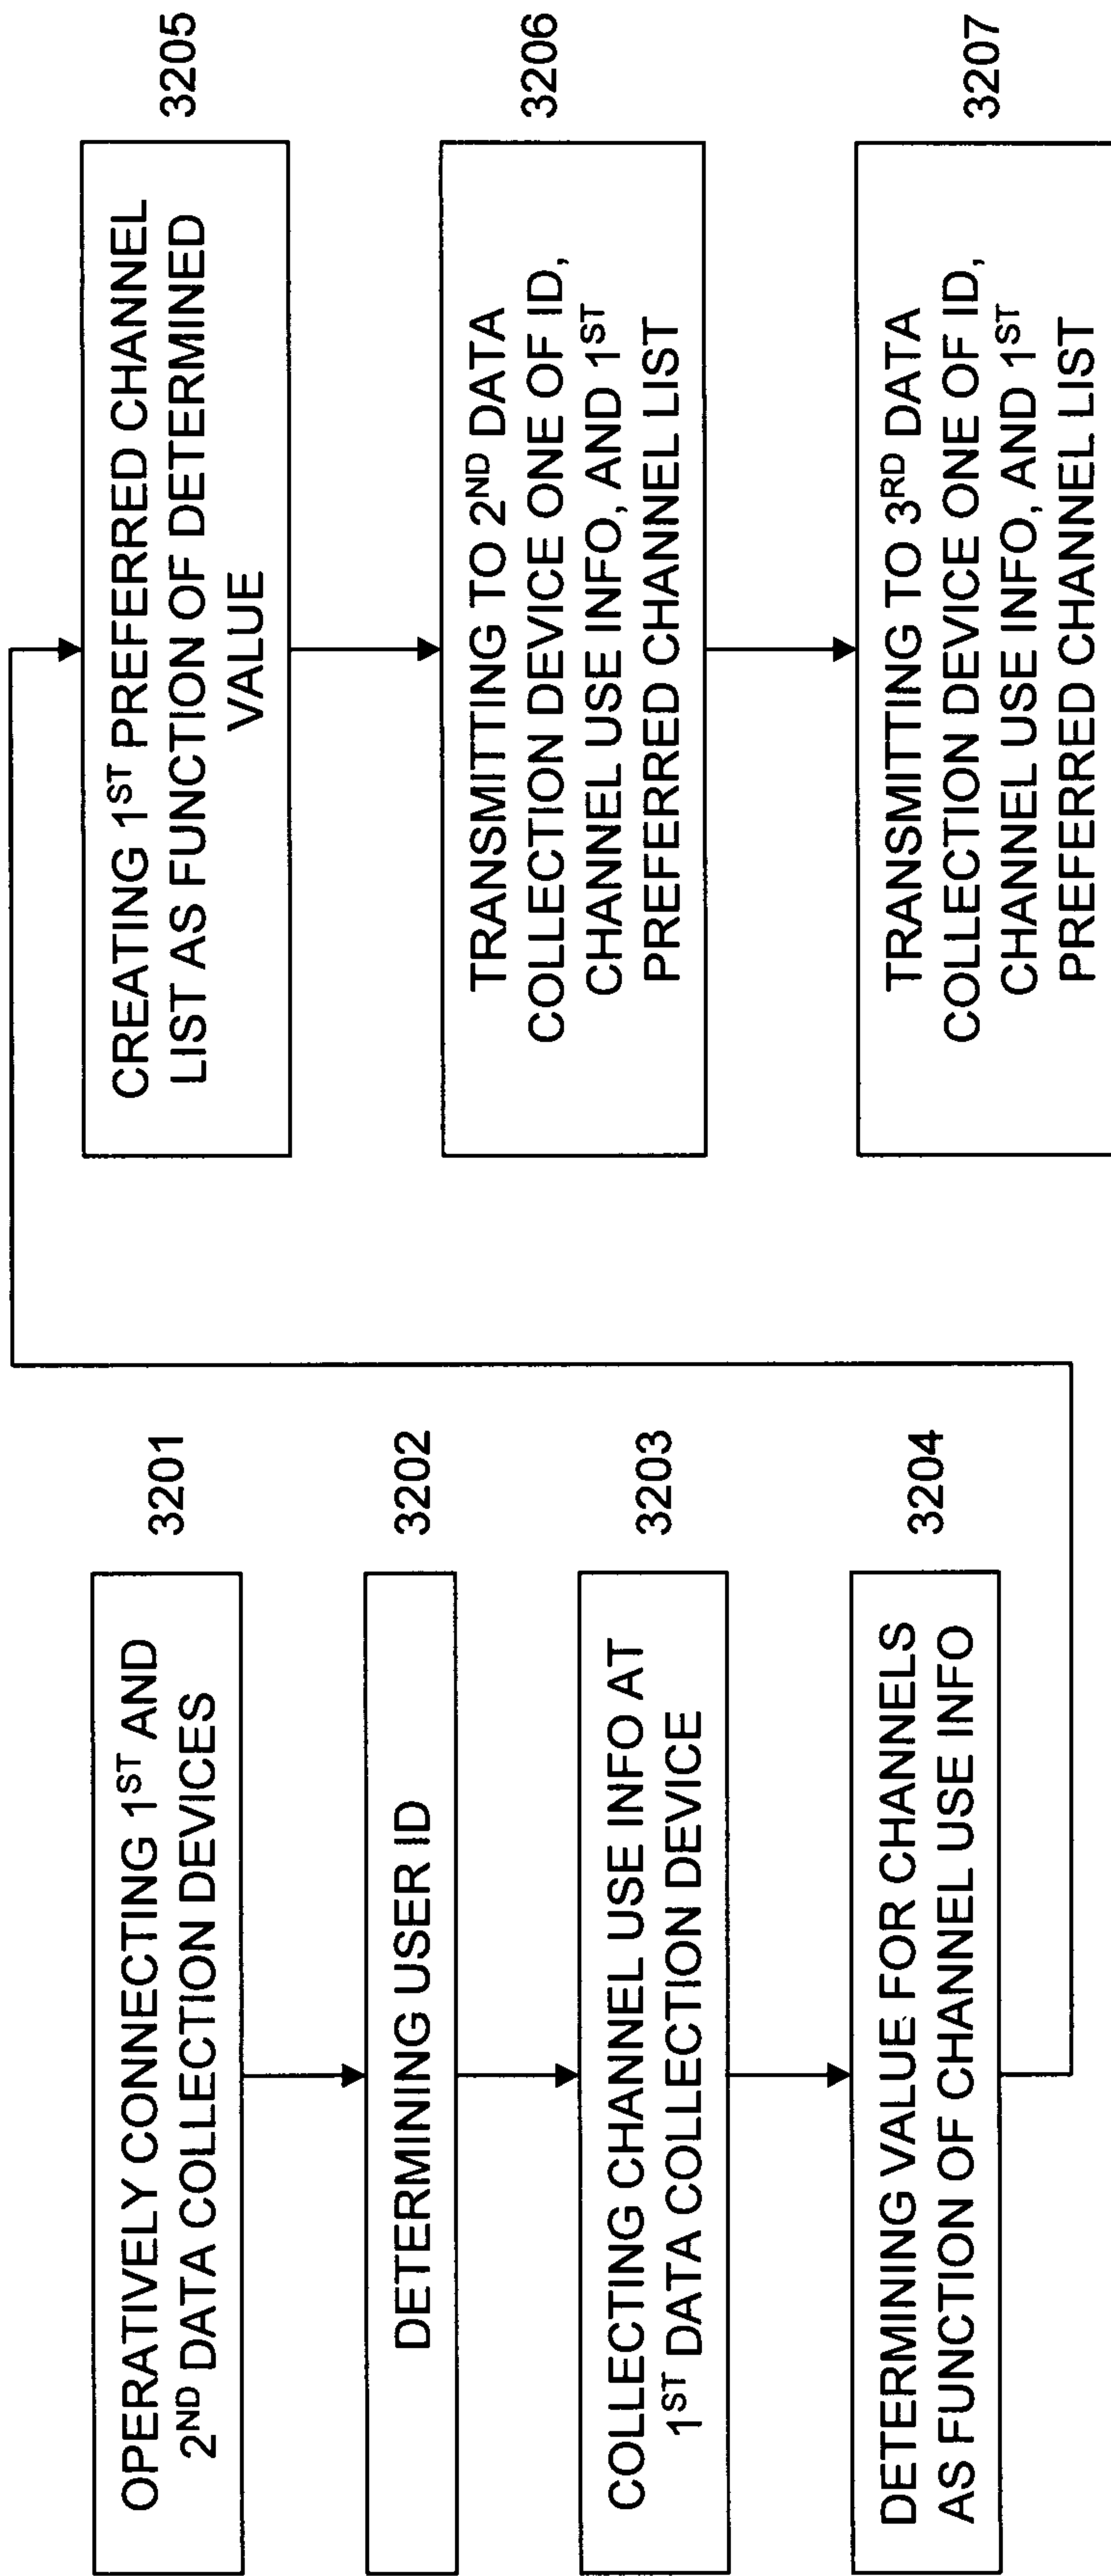 OPERATIVELY CONNECTING 1ST AND
2ND DATA COLLECTION DEVICES
3201
DETERMINING USER ID
3202
COLLECTING CHANNEL USE INFO AT
1ST DATA COLLECTION DEVICE
3203
DETERMINING VALUE FOR CHANNELS
AS FUNCTION OF CHANNEL USE INFO
3204
CREATING 1ST PREFERRED CHANNEL
LIST AS FUNCTION OF DETERMINED
VALUE
3205
TRANSMITTING TO 2ND DATA
COLLECTION DEVICE ONE OF ID,
CHANNEL USE INFO, AND 1ST
PREFERRED CHANNEL LIST
3206
TRANSMITTING TO 3RD DATA
COLLECTION DEVICE ONE OF ID,
CHANNEL USE INFO, AND 1ST
PREFERRED CHANNEL LIST
3207